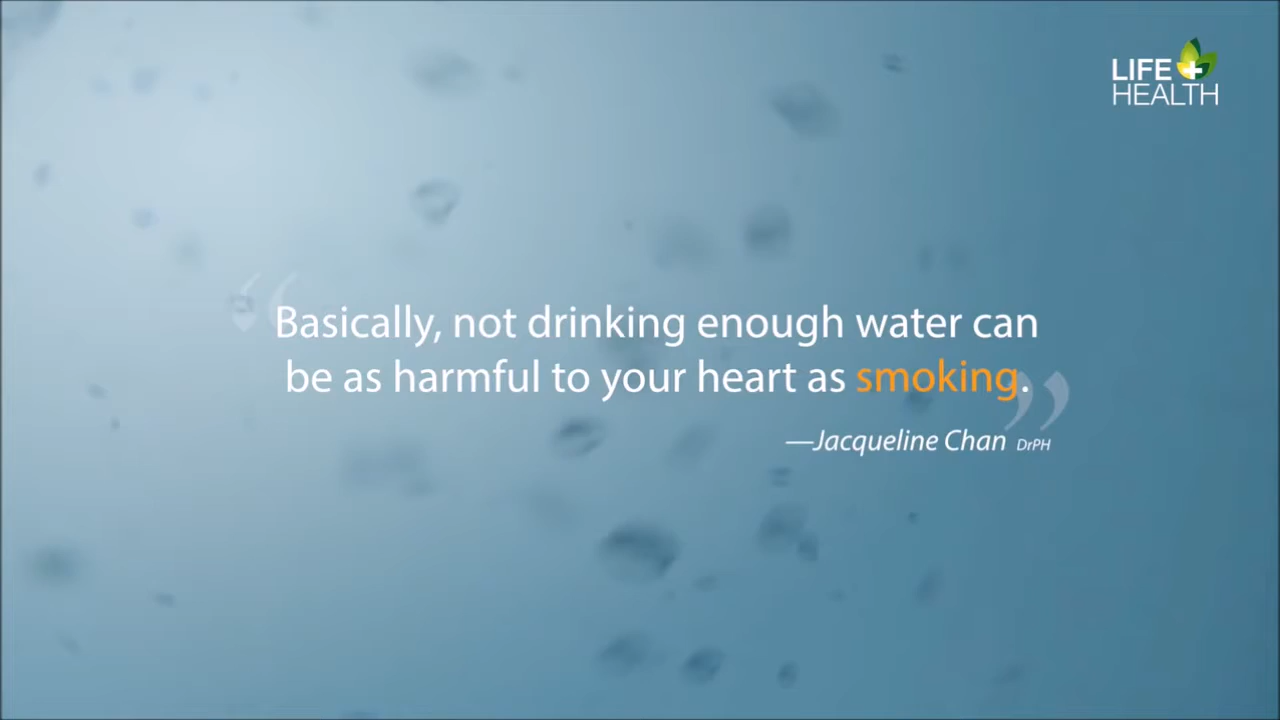 LIFE
HEALTH
“Basically, not drinking enough water can
be as harmful to your heart as smoking.”
—Jacqueline Chan DrPH